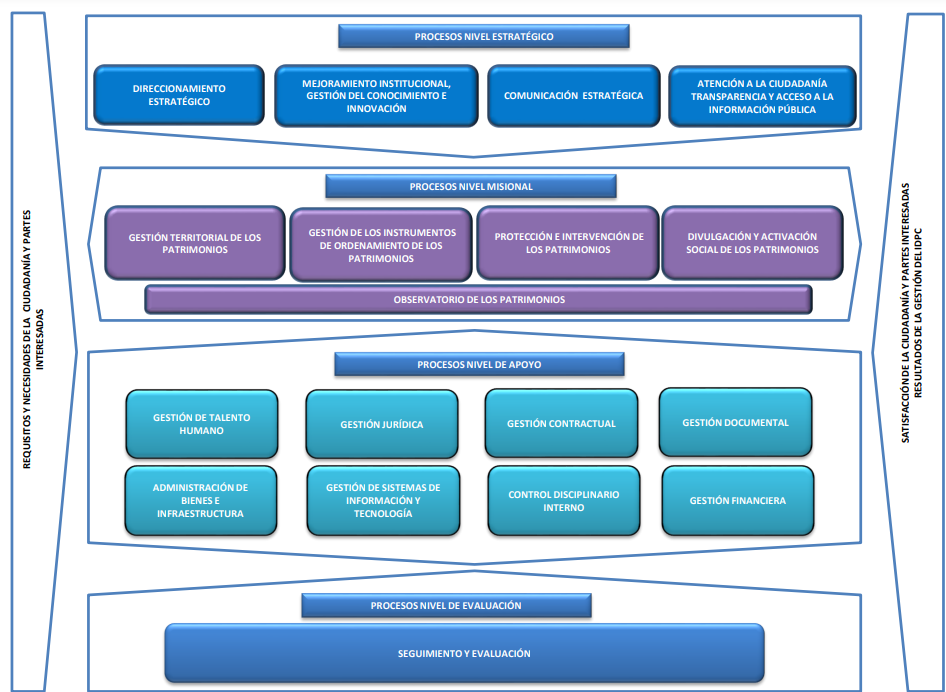 REQUISITOS Y NECESIDADES DE LA  CIUDADANÍA Y PARTES
INTERESADAS
PROCESOS NIVEL ESTRATÉGICO
DIRECCIONAMIENTO
ESTRATÉGICO
MEJORAMIENTO INSTITUCIONAL,
GESTIÓN DEL CONOCIMIENTO E
INNOVACIÓN
COMUNICACIÓN  ESTRATÉGICA
ATENCIÓN A LA CIUDADANÍA
TRANSPARENCIA Y ACCESO A LA
INFORMACIÓN PÚBLICA
PROCESOS NIVEL MISIONAL
GESTIÓN TERRITORIAL DE LOS
PATRIMONIOS
GESTIÓN DE LOS INSTRUMENTOS
DE ORDENAMIENTO DE LOS
PATRIMONIOS
PROTECCIÓN E INTERVENCIÓN DE
LOS PATRIMONIOS
DIVULGACIÓN Y ACTIVACIÓN
SOCIAL DE LOS PATRIMONIOS
OBSERVATORIO DE LOS PATRIMONIOS
PROCESOS NIVEL DE APOYO
GESTIÓN DE TALENTO
HUMANO
GESTIÓN JURÍDICA
GESTIÓN CONTRACTUAL
GESTIÓN DOCUMENTAL
ADMINISTRACIÓN DE
BIENES E
INFRAESTRUCTURA
GESTIÓN DE SISTEMAS DE
INFORMACIÓN Y
TECNOLOGÍA
CONTROL DISCIPLINARIO
INTERNO
GESTIÓN FINANCIERA
PROCESOS NIVEL DE EVALUACIÓN
SEGUIMIENTO Y EVALUACIÓN
SATISFACCIÓN DE LA CIUDADANÍA Y PARTES INTERESADAS
RESULTADOS DE LA GESTIÓN DEL IDPC